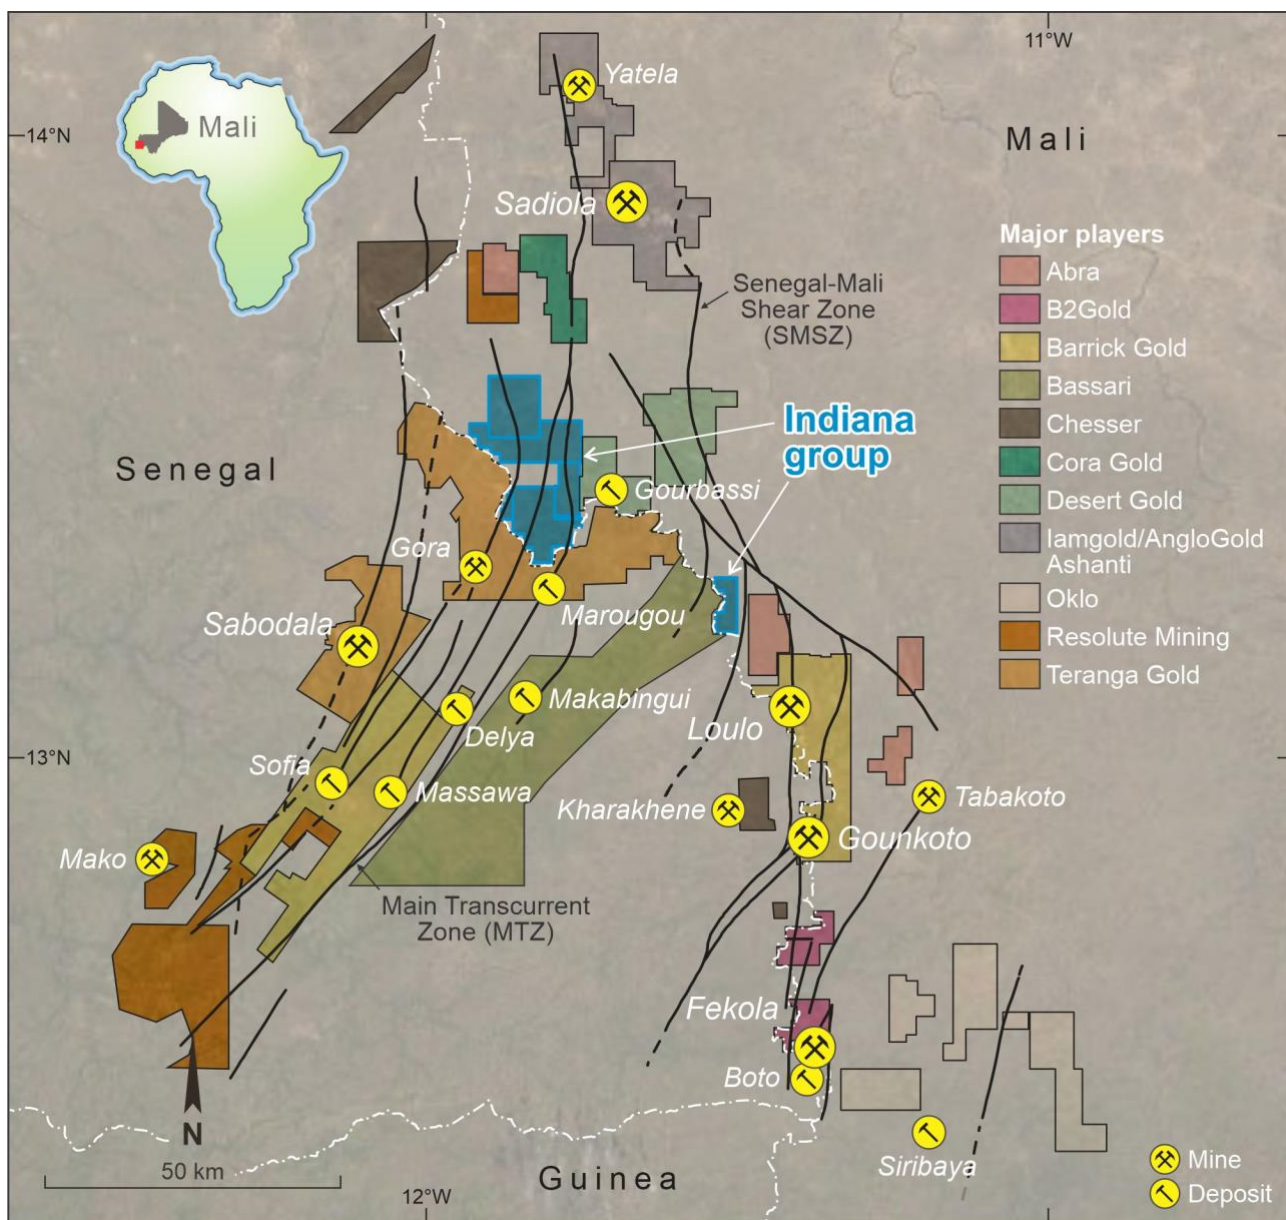 11°W
Yatela
14°N
Mali
Mali
Sadiola
Major players
Abra
B2Gold
Barrick Gold
Bassari
Chesser
Cora Gold
Desert Gold
Iamgold/AngloGold
Ashanti
Oklo
Resolute Mining
Teranga Gold
Senegal-Mali
Shear Zone
(SMSZ)
Indiana
group
Senegal
Gourbassi
Gora
Marougou
Sabodala
Makabingui
Delya
Loulo
13°N
Sofia
Massawa
Kharakhene
Tabakoto
Gounkoto
Mako
Main Transcurrent
Zone (MTZ)
Fekola
Boto
N
Siribaya
50 km
12°W
Guinea
Mine
Deposit